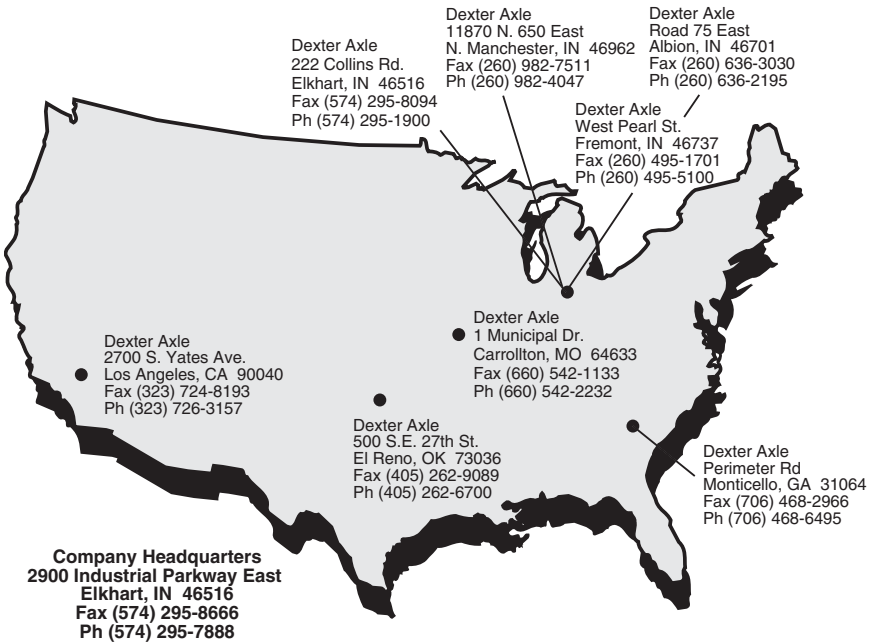 Dexter Axle
222 Collins Rd.
Elkhart, IN 46516
Fax (574) 295-8094
Ph (574) 295-1900
Dexter Axle
11870 N. 650 East
N. Manchester, IN 46962
Fax (260) 982-7511
Ph (260) 982-4047
Dexter Axle
Road 75 East
Albion, IN 46701
Fax (260) 636-3030
Ph (260) 636-2195
Dexter Axle
West Pearl St.
Fremont, IN 46737
Fax (260) 495-1701
Ph (260) 495-5100
Dexter Axle
2700 S. Yates Ave.
Los Angeles, CA 90040
Fax (323) 724-8193
Ph (323) 726-3157
Dexter Axle
1 Municipal Dr.
Carrollton, MO 64633
Fax (660) 542-1133
Ph (660) 542-2232
Dexter Axle
500 S.E. 27th St.
El Reno, OK 73036
Fax (405) 262-9089
Ph (405) 262-6700
Dexter Axle
Perimeter Rd
Monticello, GA 31064
Fax (706) 468-2966
Ph (706) 468-6495
Company Headquarters
2900 Industrial Parkway East
Elkhart, IN 46516
Fax (574) 295-8666
Ph (574) 295-7888